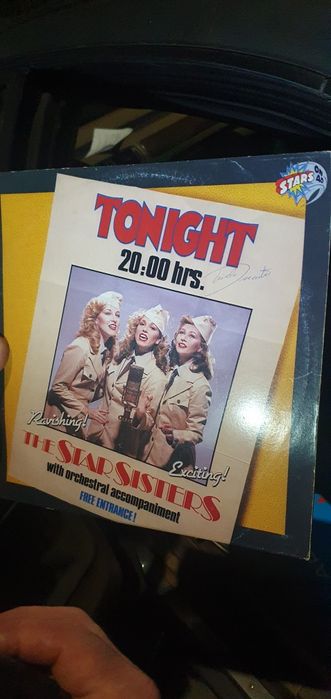 STARS
TONIGHT
20:00 hrs.
Ravishing!
Exciting!
THE STAR SISTERS
with orchestral accompaniment
FREE ENTRANCE!